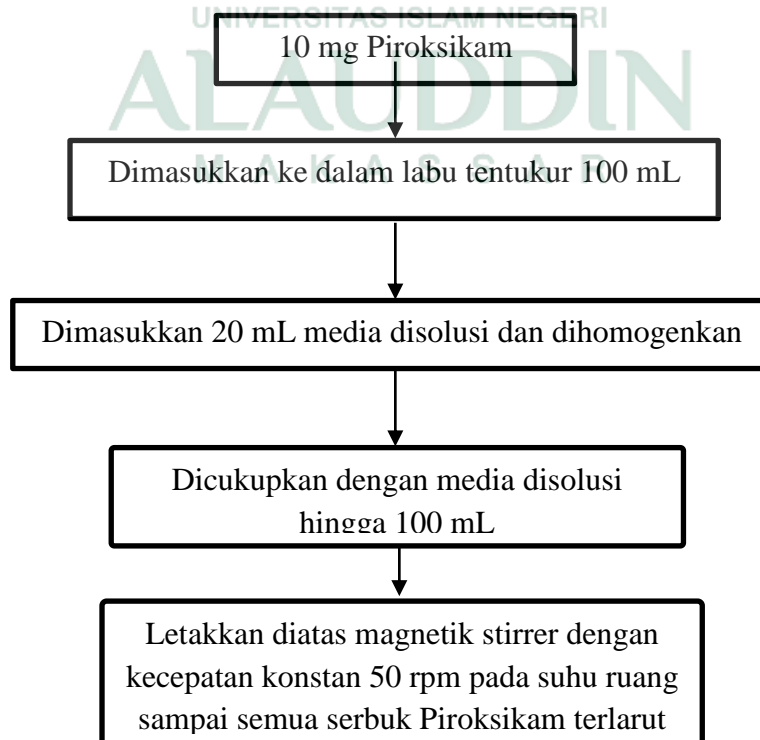 UNIVERSITAS ISLAM NEGERI
10 mg Piroksikam
ALAUDDIN
Dimasukkan ke dalam labu tentukur 100 mL
MAKASSAR
Dimasukkan 20 mL media disolusi dan dihomogenkan
Dicukupkan dengan media disolusi
hingga 100 mL
Letakkan diatas magnetik stirrer dengan
kecepatan konstan 50 rpm pada suhu ruang
sampai semua serbuk Piroksikam terlarut